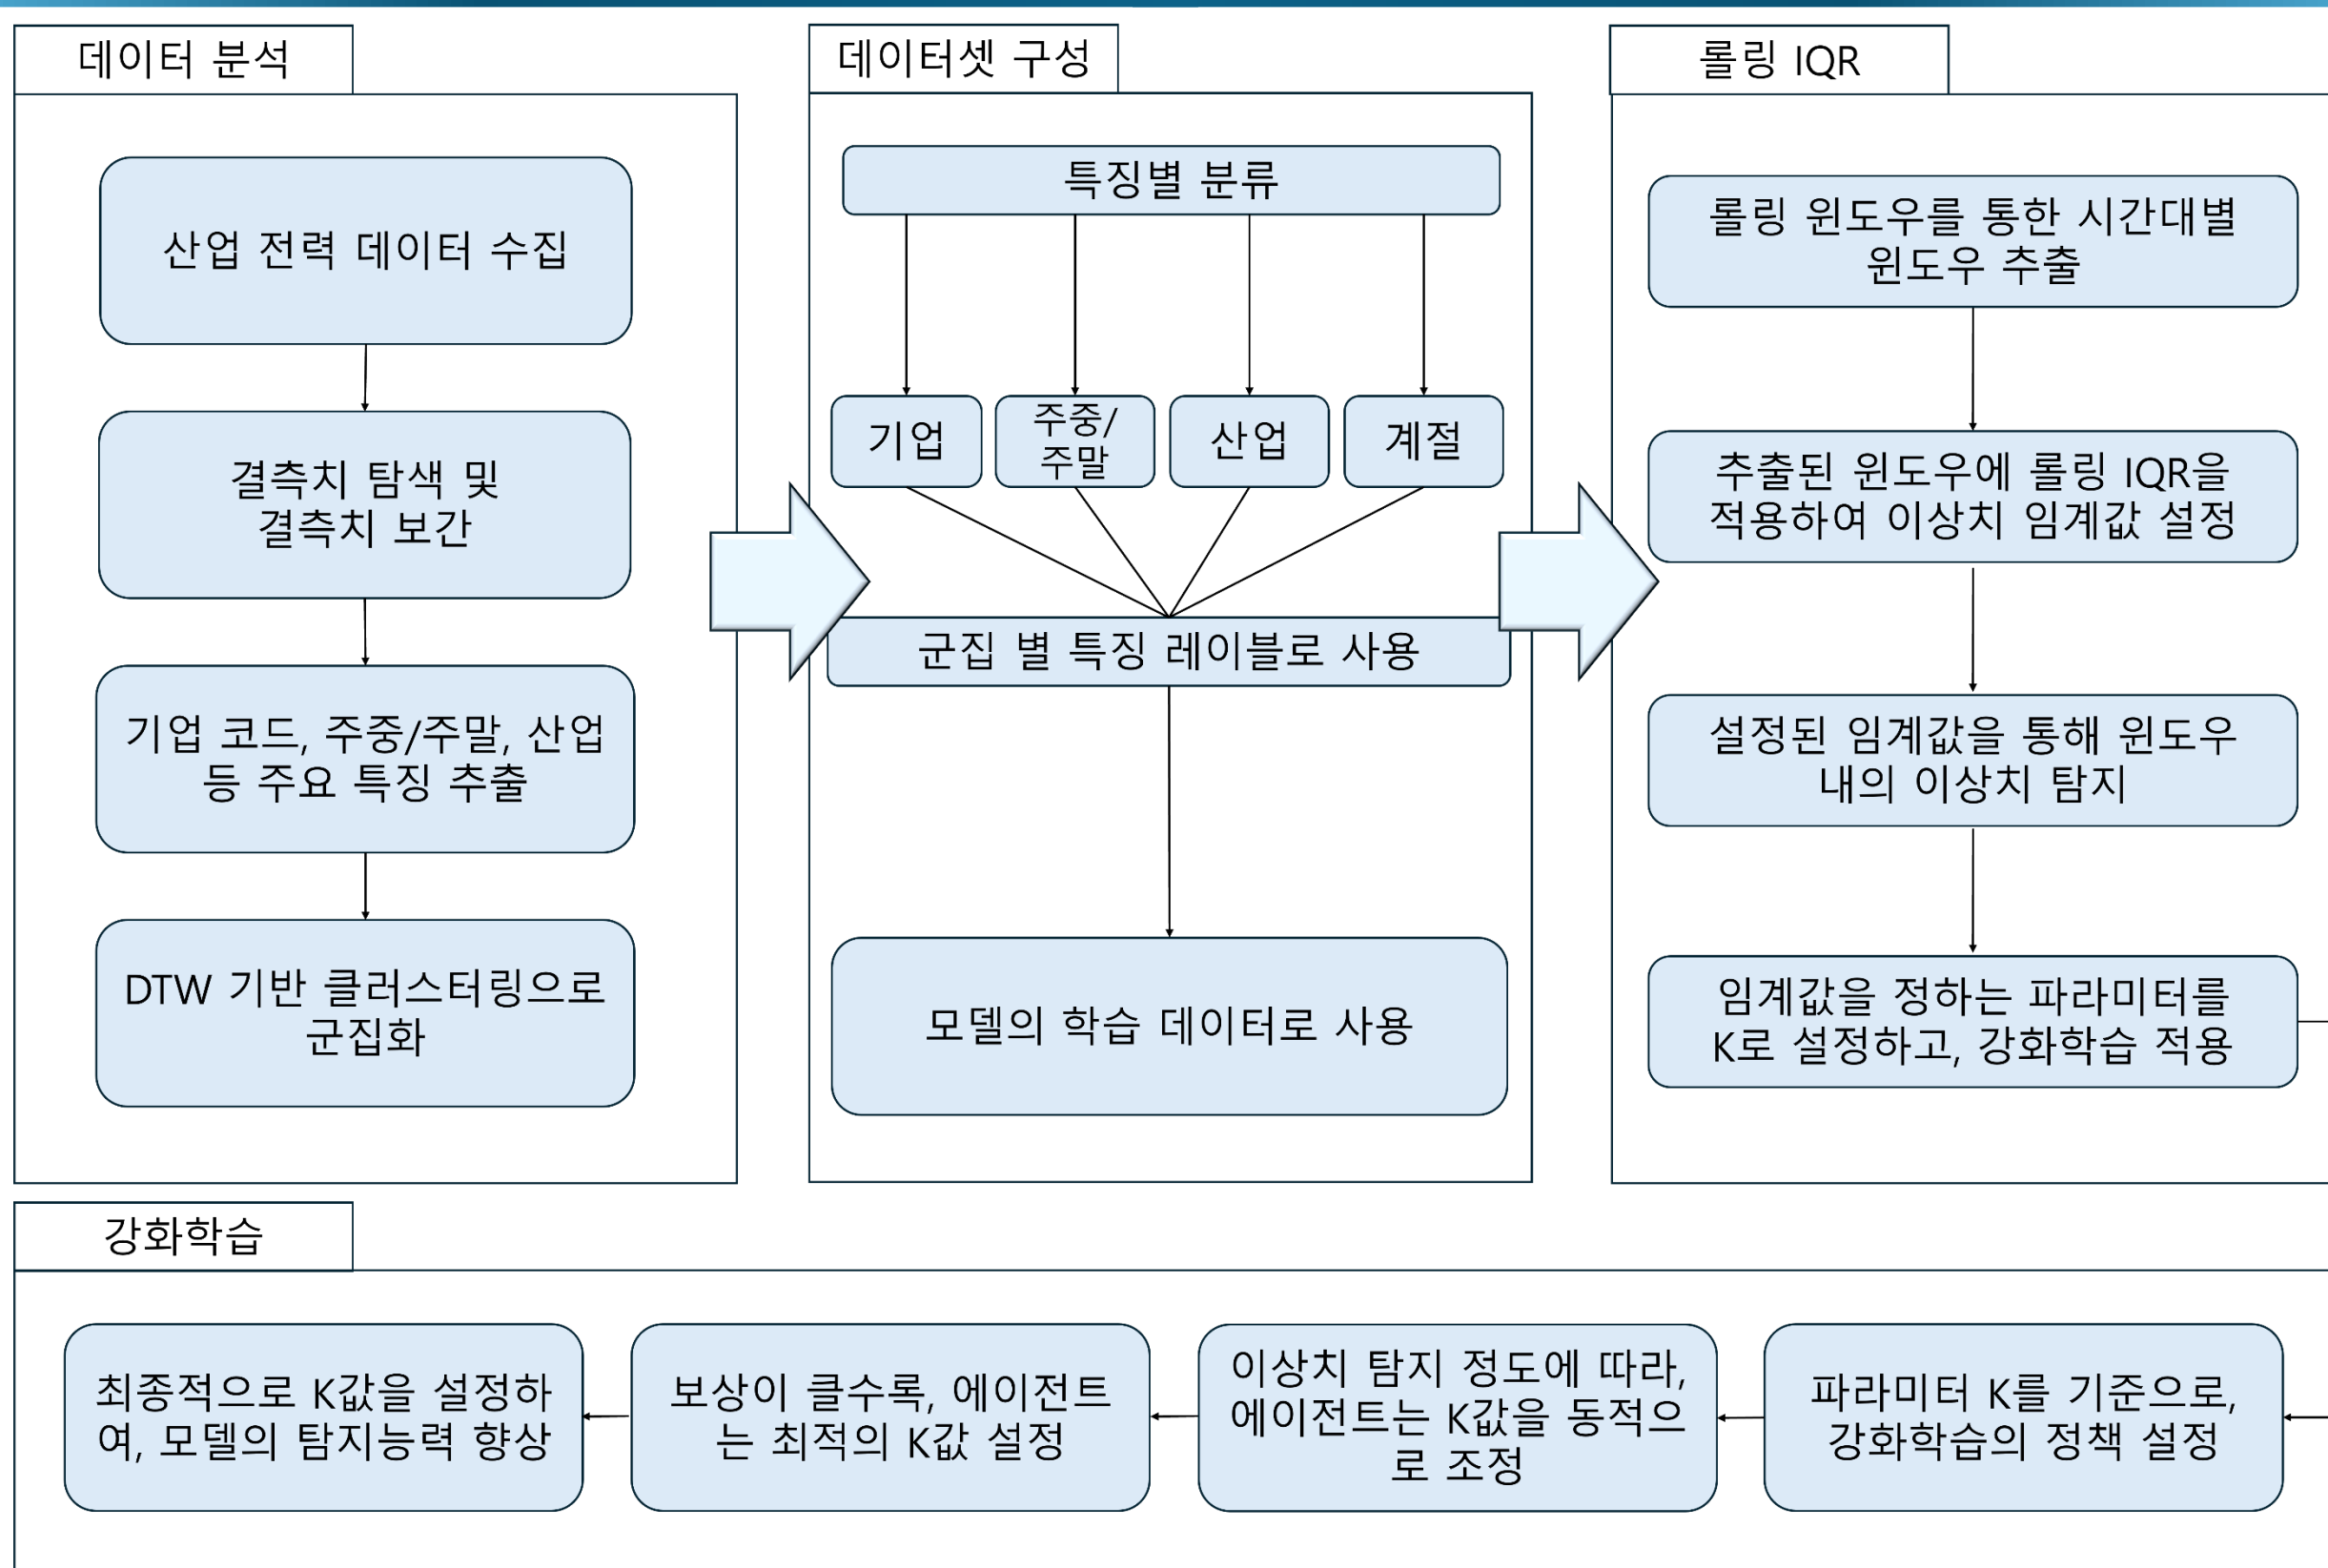 데이터 분석
산업 전력 데이터 수집
결측치 탐색 및
결측치 보간
기업 코드, 주중/주말, 산업
등 주요 특징 추출
DTW 기반 클러스터링으로
군집화
데이터셋 구성
특징별 분류
기업
주중/
주말
산업
계절
군집 별 특징 레이블로 사용
모델의 학습 데이터로 사용
롤링 IQR
롤링 윈도우를 통한 시간대별
윈도우 추출
추출된 윈도우에 롤링 IQR을
적용하여 이상치 임계값 설정
설정된 임계값을 통해 윈도우
내의 이상치 탐지
임계값을 정하는 파라미터를
K로 설정하고, 강화학습 적용
강화학습
최종적으로 K값을 설정하
여, 모델의 탐지능력 향상
보상이 클수록, 에이전트
는 최적의 K값 설정
이상치 탐지 정도에 따라,
에이전트는 K값을 동적으
로 조정
파라미터 K를 기준으로,
강화학습의 정책 설정